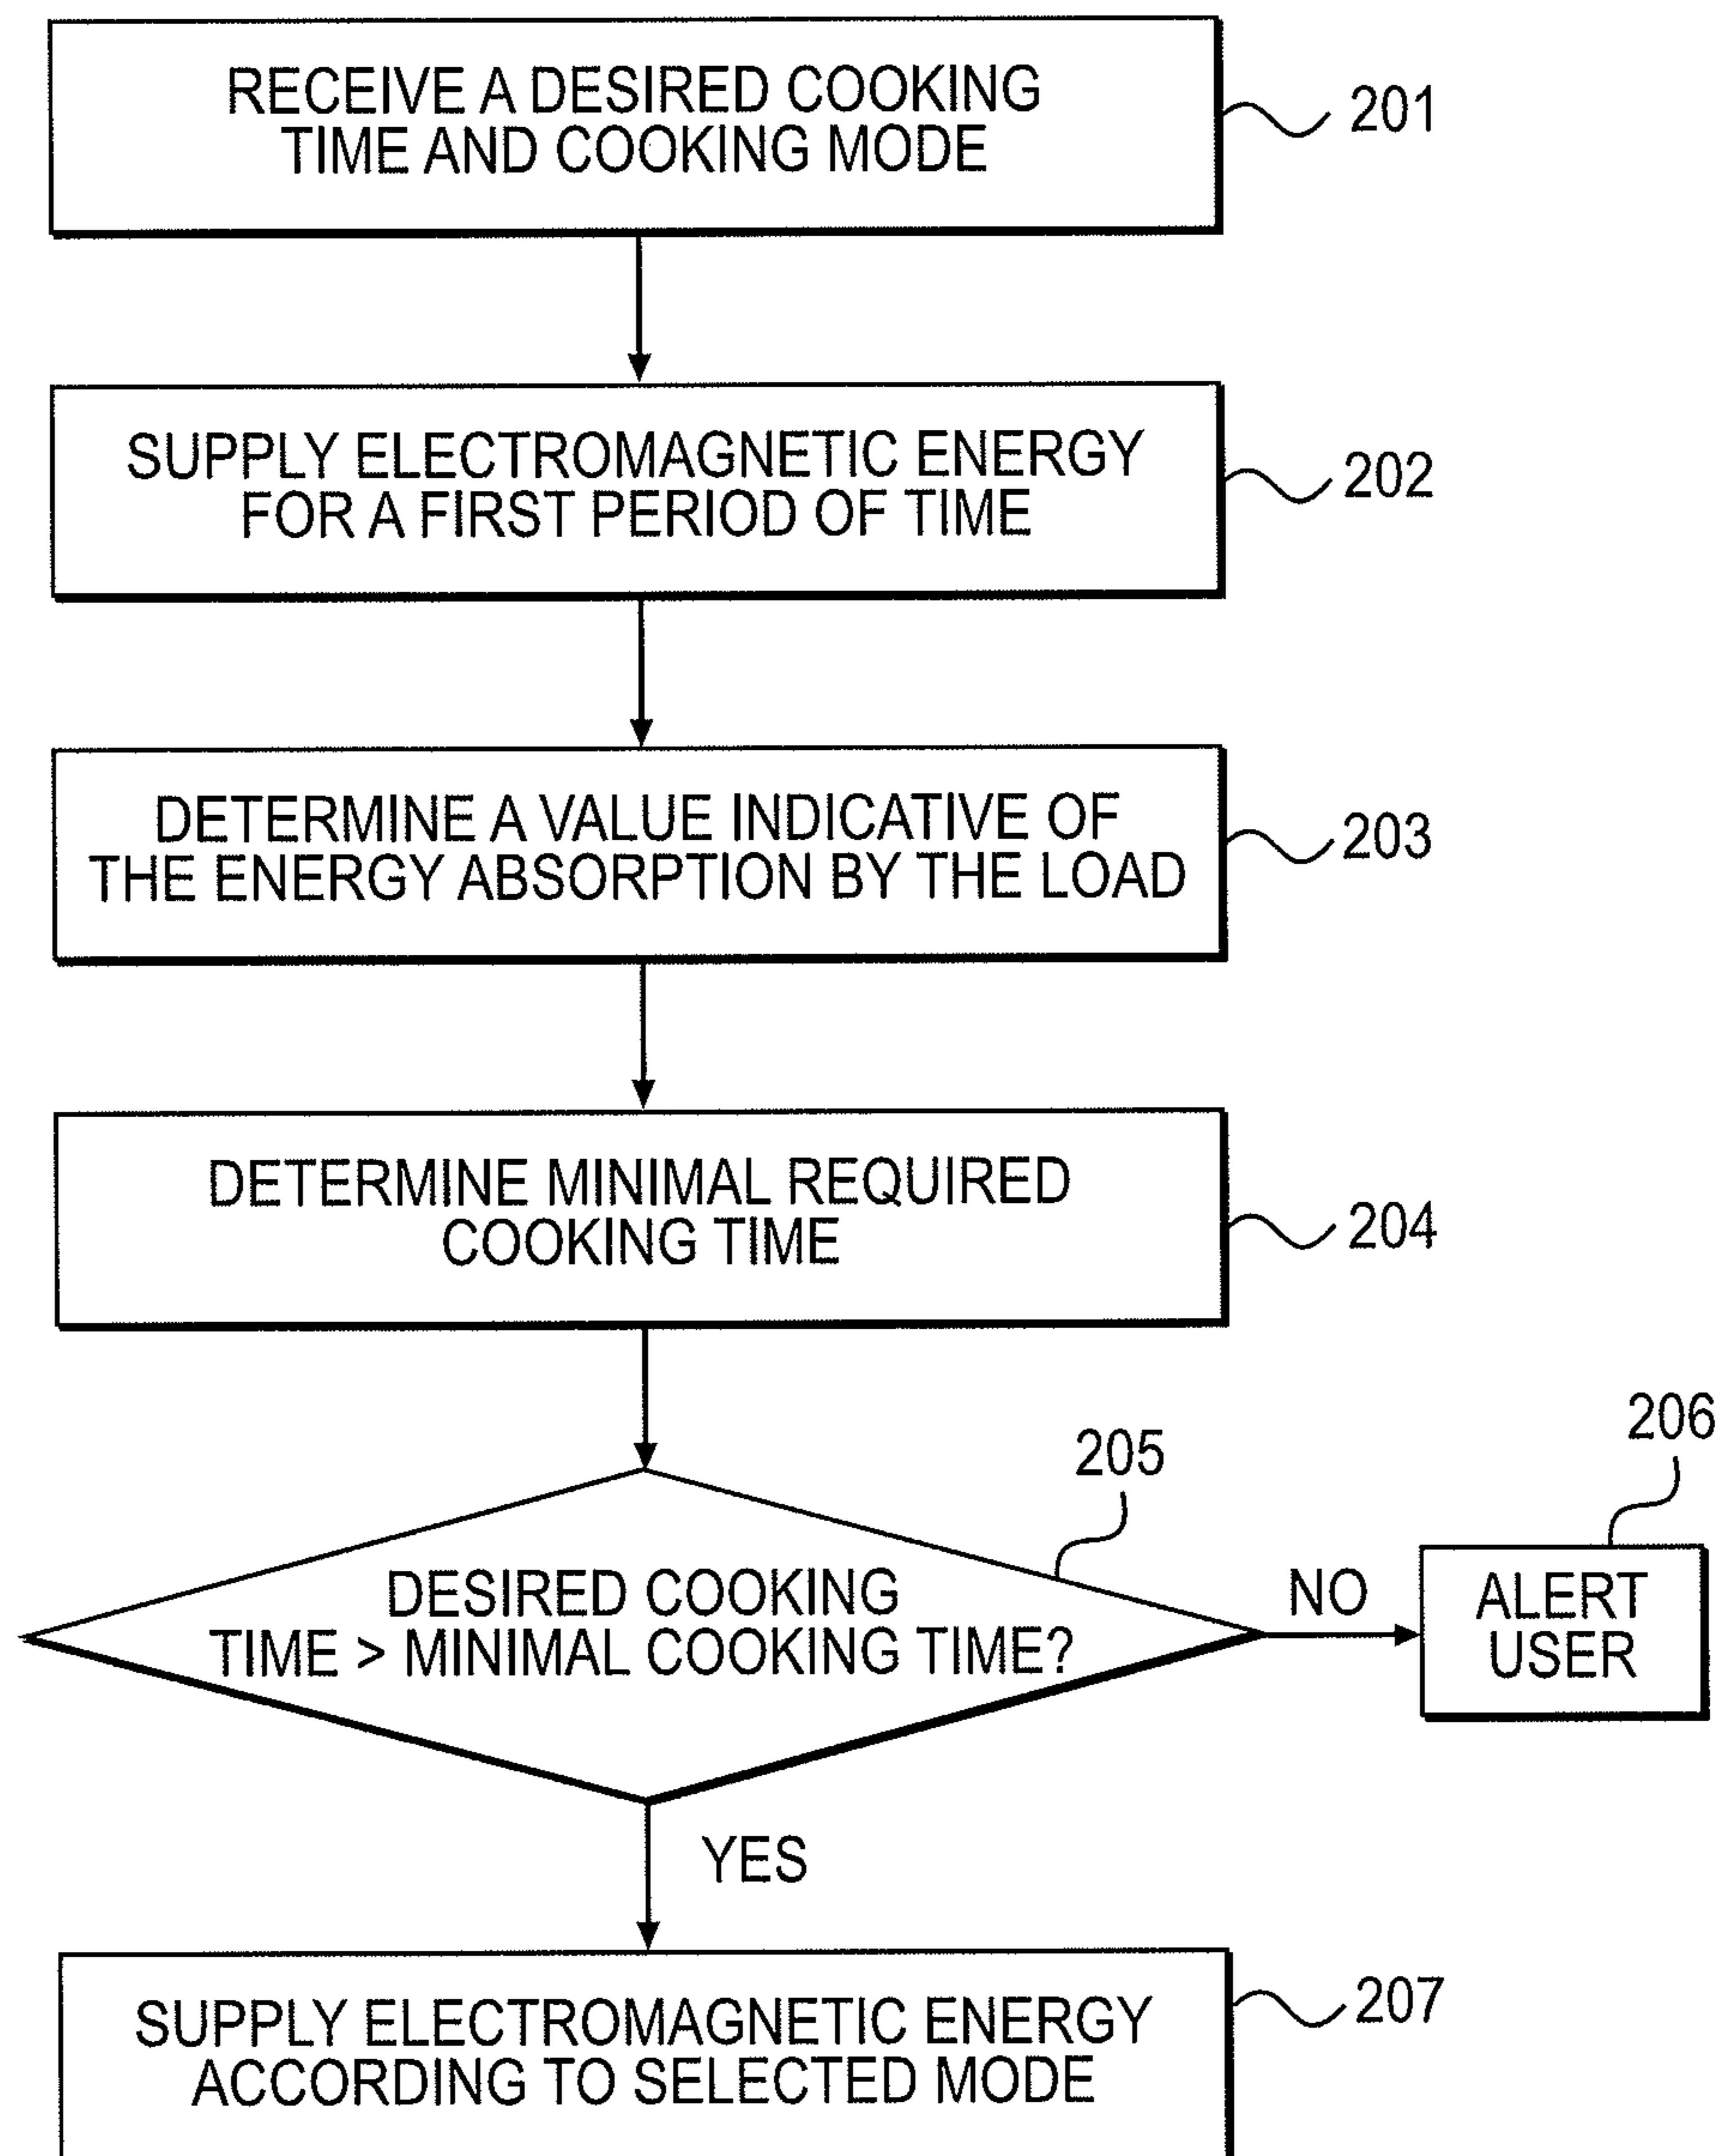 RECEIVE A DESIRED COOKING
TIME AND COOKING MODE
201
SUPPLY ELECTROMAGNETIC ENERGY
FOR A FIRST PERIOD OF TIME
202
DETERMINE A VALUE INDICATIVE OF
THE ENERGY ABSORPTION BY THE LOAD
203
DETERMINE MINIMAL REQUIRED
COOKING TIME
204
205
DESIRED COOKING
TIME > MINIMAL COOKING TIME?
NO
206
ALERT
USER
YES
SUPPLY ELECTROMAGNETIC ENERGY
ACCORDING TO SELECTED MODE
207